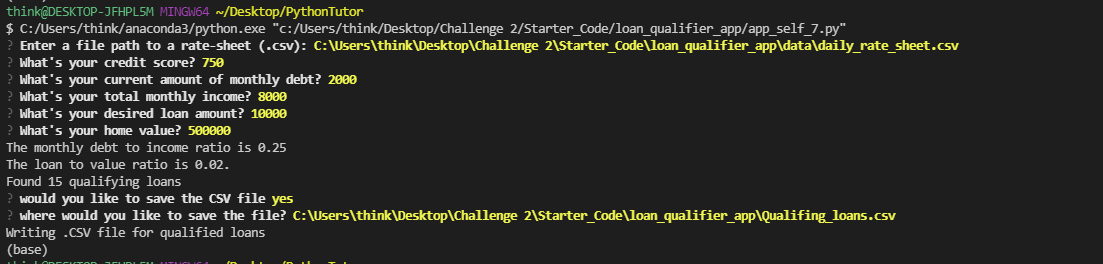 think@DESKTOP-JFHPL5M MINGW64 ~/Desktop/PythonTutor
$ C:/Users/think/anaconda3/python.exe "c:/Users/think/Desktop/Challenge 2/Starter_Code/loan_qualifier_app/app_self_7.py"
? Enter a file path to a rate-sheet (.csv): C:\Users\think\Desktop\Challenge 2\Starter_Code\loan_qualifier_app\data\daily_rate_sheet.csv
? What's your credit score? 750
? What's your current amount of monthly debt? 2000
? What's your total monthly income? 8000
? What's your desired loan amount? 10000
? What's your home value? 500000
The monthly debt to income ratio is 0.25
The loan to value ratio is 0.02.
Found 15 qualifying loans
? would you like to save the CSV file yes
? where would you like to save the file? C:\Users\think\Desktop\Challenge 2\Starter_Code\loan_qualifier_app\Qualifing_loans.csv
Writing .CSV file for qualified loans
(base)
think@DESKTOP-JFHPL5M MINGW64 ~/Desktop/PythonTutor